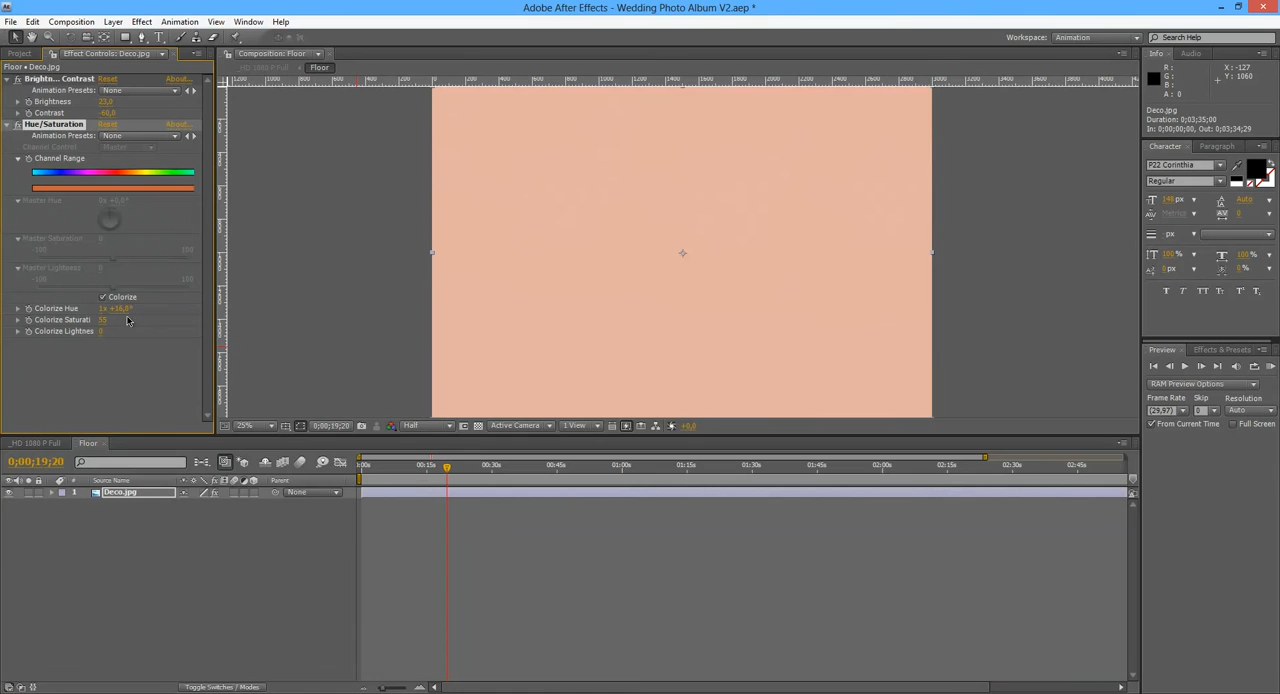 Adobe After Effects - Wedding Photo Album V2.aep *
File Edit Composition Layer Effect Animation View Window Help
Workspace: Animation Search Help
Project Effect Controls: Deco.jpg
Composition: Floor
Info Audio
Floor • Deco.jpg
_HD 1080 P Full Floor
Brightn... Contrast Reset About...
Animation Presets: None
Brightness 23,0
Contrast -60,0
Hue/Saturation Reset About...
Animation Presets: None
Channel Control: Master
Channel Range
Master Hue 0x +0,0°
Master Saturation 0
-100 100
Master Lightness 0
-100 100
Colorize
Colorize Hue 1x +16,0°
Colorize Saturati 55
Colorize Lightnes 0
R :
G :
B :
A : 0
X : -127
Y : 1060
Deco.jpg
Duration: 0;03;35;00
In: 0;00;00;00, Out: 0;03;34;29
Character Paragraph
P22 Corinthia
Regular
148 px Auto
Metrics 0
- px
100 % 100 %
0 px 0 %
T T TT Tt T¹ T₁
Preview Effects & Presets
RAM Preview Options
Frame Rate Skip Resolution
(29,97) 0 Auto
From Current Time Full Screen
25% 0;00;19;20 Half Active Camera 1 View +0,0
_HD 1080 P Full Floor
0;00;19;20
:00s 00:15s 00:30s 00:45s 01:00s 01:15s 01:30s 01:45s 02:00s 02:15s 02:30s 02:45s
# Source Name Parent
1 Deco.jpg None
Toggle Switches / Modes